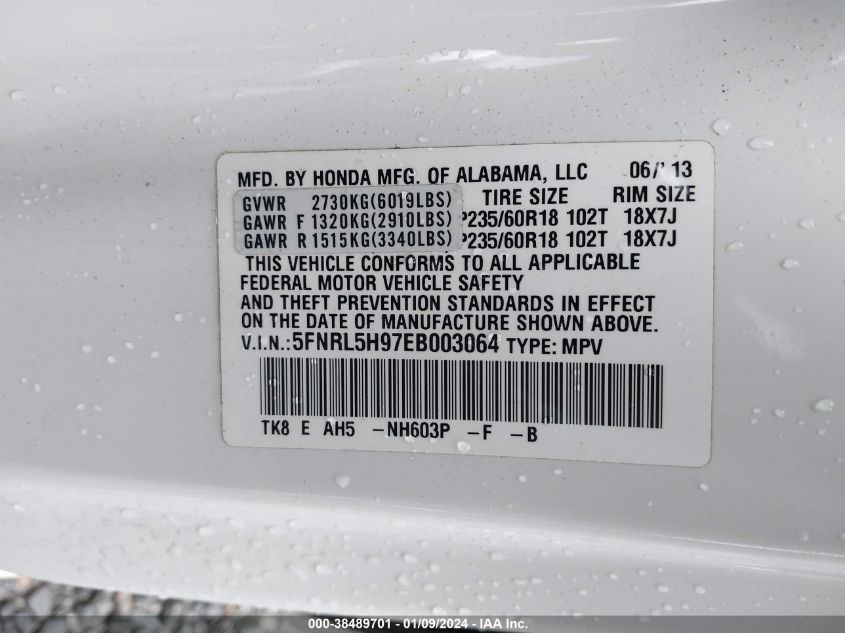 MFD. BY HONDA MFG. OF ALABAMA, LLC 06/'13
GVWR 2730KG(6019LBS) TIRE SIZE RIM SIZE
GAWR F 1320KG(2910LBS) P235/60R18 102T 18X7J
GAWR R 1515KG(3340LBS) P235/60R18 102T 18X7J
THIS VEHICLE CONFORMS TO ALL APPLICABLE
FEDERAL MOTOR VEHICLE SAFETY
AND THEFT PREVENTION STANDARDS IN EFFECT
ON THE DATE OF MANUFACTURE SHOWN ABOVE.
V.I.N.:5FNRL5H97EB003064 TYPE: MPV
TK8 E AH5 -NH603P -F -B
000-38489701 - 01/09/2024 - IAA Inc.